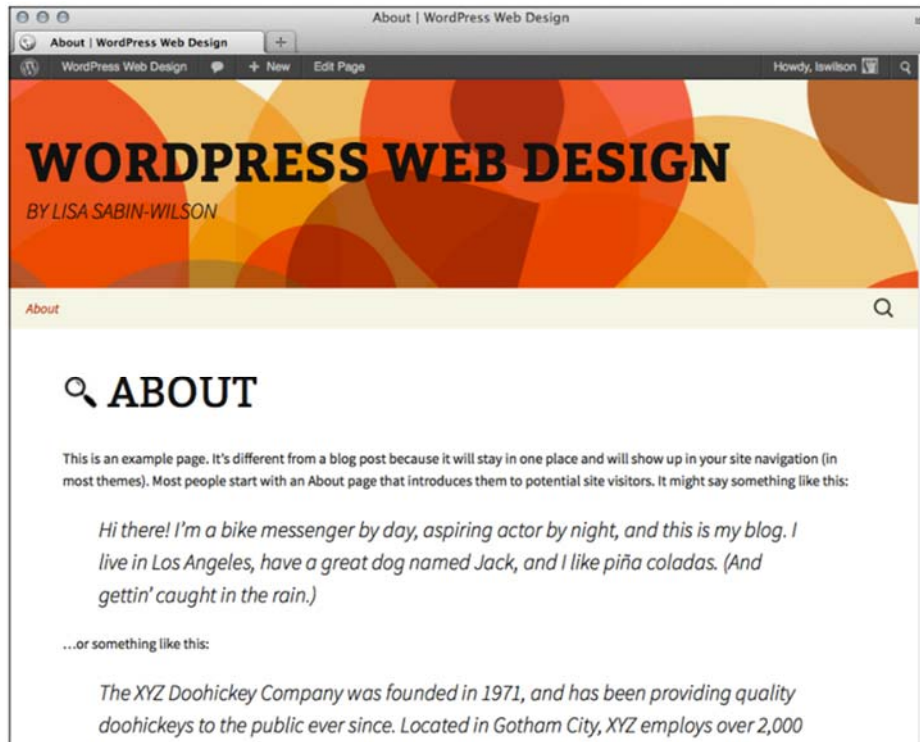 About | WordPress Web Design
About | WordPress Web Design
WordPress Web Design + New Edit Page Howdy, lswilson
WORDPRESS WEB DESIGN
BY LISA SABIN-WILSON
About
ABOUT
This is an example page. It's different from a blog post because it will stay in one place and will show up in your site navigation (in
most themes). Most people start with an About page that introduces them to potential site visitors. It might say something like this:
Hi there! I'm a bike messenger by day, aspiring actor by night, and this is my blog. I
live in Los Angeles, have a great dog named Jack, and I like piña coladas. (And
gettin' caught in the rain.)
…or something like this:
The XYZ Doohickey Company was founded in 1971, and has been providing quality
doohickeys to the public ever since. Located in Gotham City, XYZ employs over 2,000